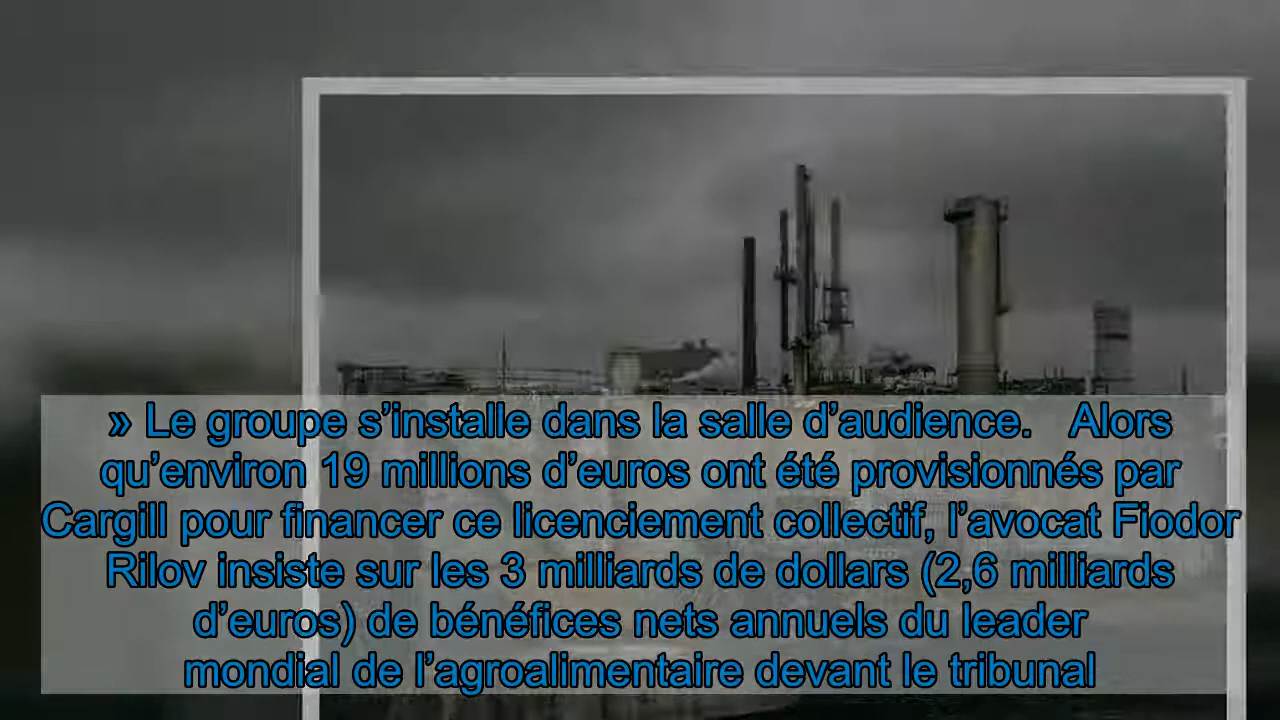 » Le groupe s’installe dans la salle d’audience.   Alors
qu’environ 19 millions d’euros ont été provisionnés par
Cargill pour financer ce licenciement collectif, l’avocat Fiodor
Rilov insiste sur les 3 milliards de dollars (2,6 milliards
d’euros) de bénéfices nets annuels du leader
mondial de l’agroalimentaire devant le tribunal